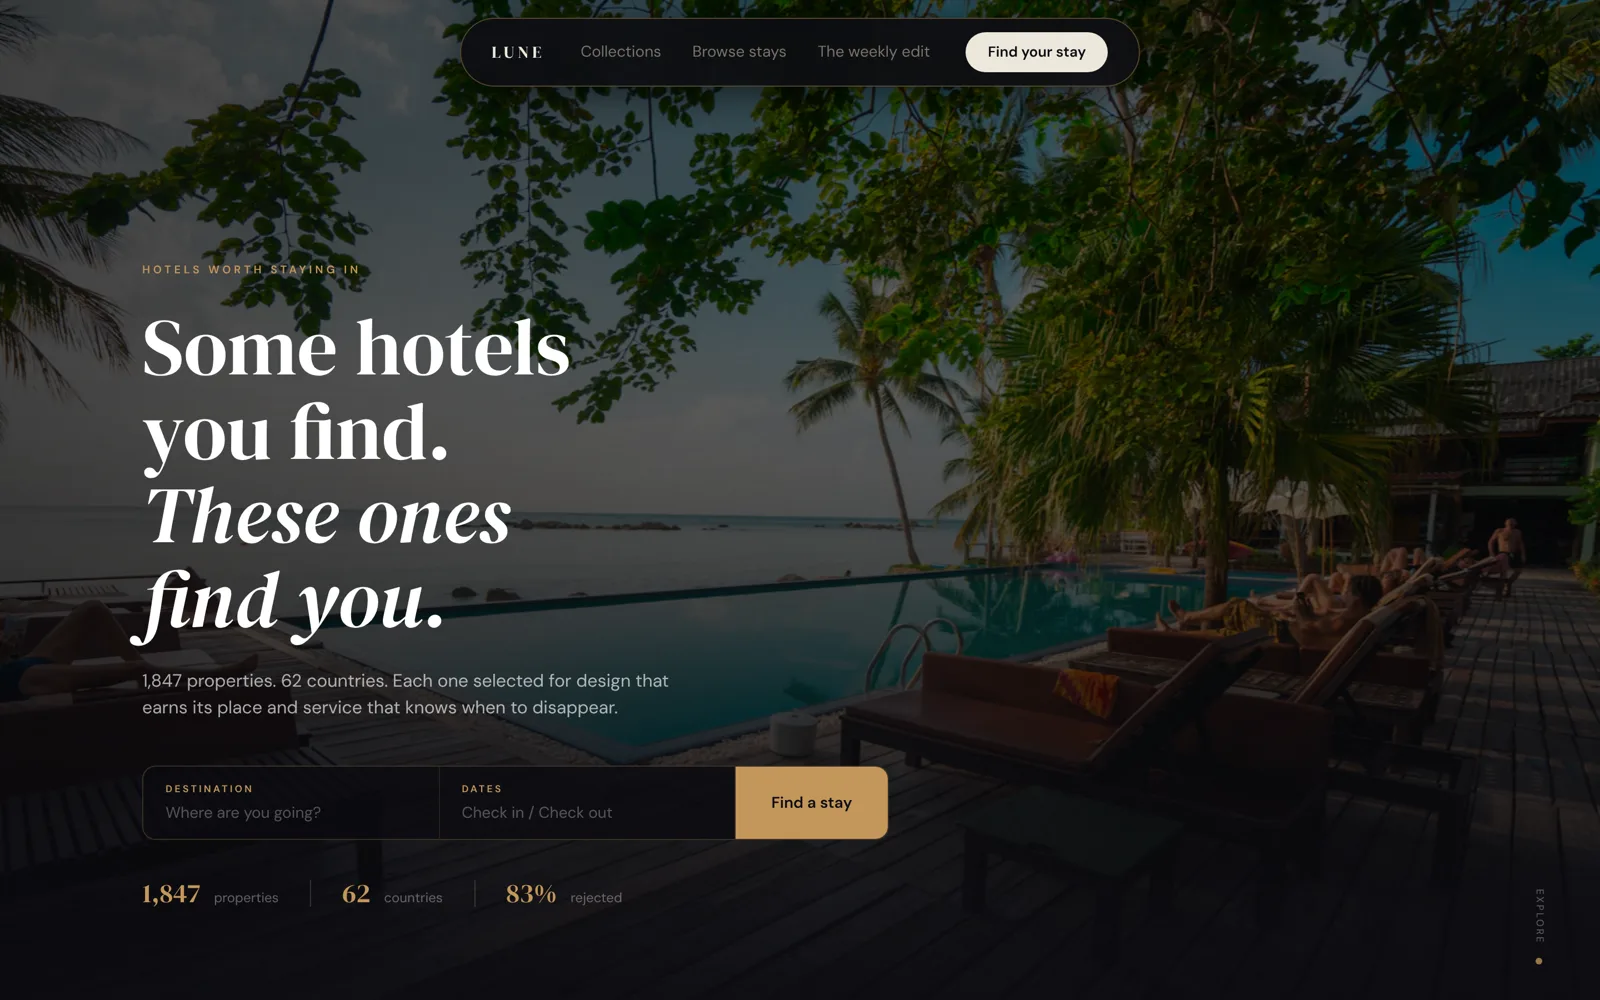 LUNE
Collections
Browse stays
The weekly edit
Find your stay
HOTELS WORTH STAYING IN
Some hotels
you find.
These ones
find you.
1,847 properties. 62 countries. Each one selected for design that
earns its place and service that knows when to disappear.
DESTINATION
Where are you going?
DATES
Check in / Check out
Find a stay
1,847 properties
62 countries
83% rejected
EXPLORE